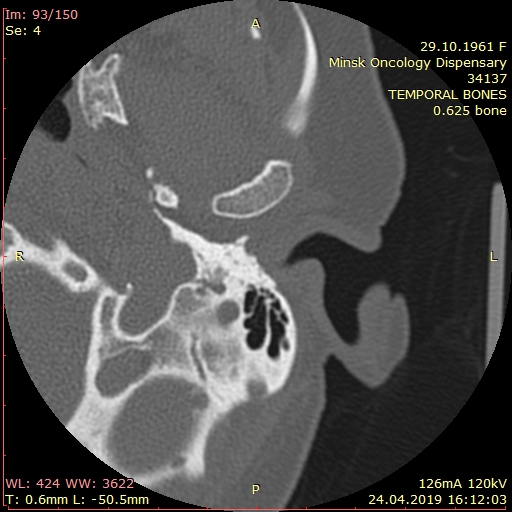 Im: 93/150
Se: 4
A
29.10.1961 F
Minsk Oncology Dispensary
34137
TEMPORAL BONES
0.625 bone
R
L
WL: 424 WW: 3622
T: 0.6mm L: -50.5mm
P
126mA 120kV
24.04.2019 16:12:03